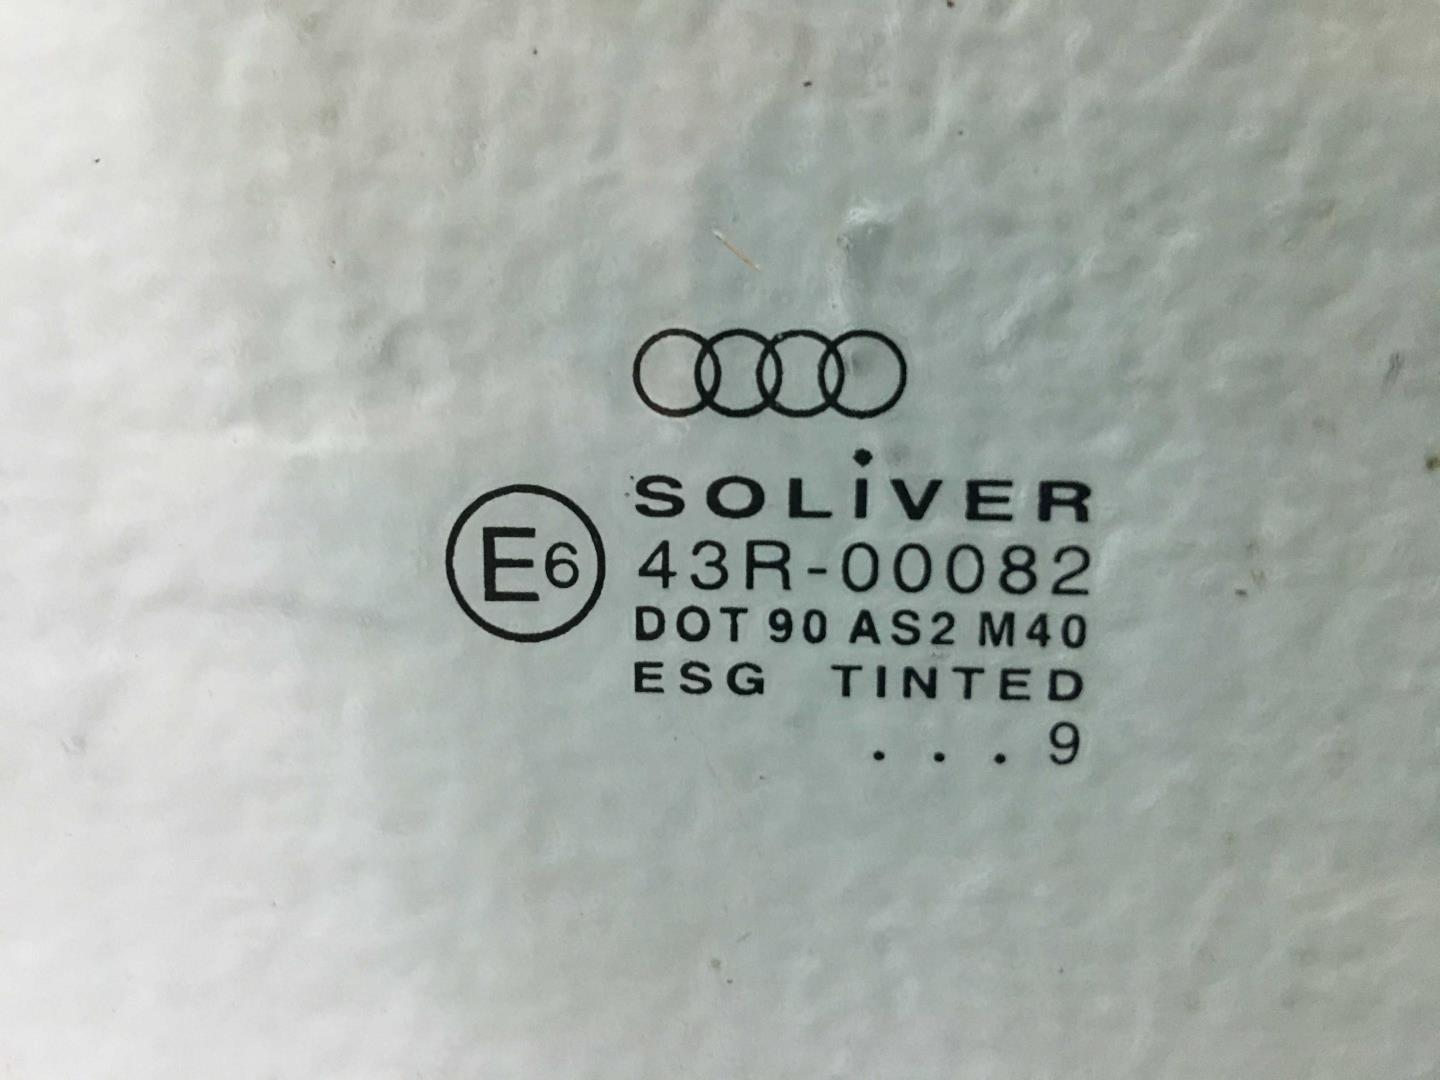 SOLiVER
E6
43R-00082
DOT 90 AS2 M40
ESG TINTED
. . . 9